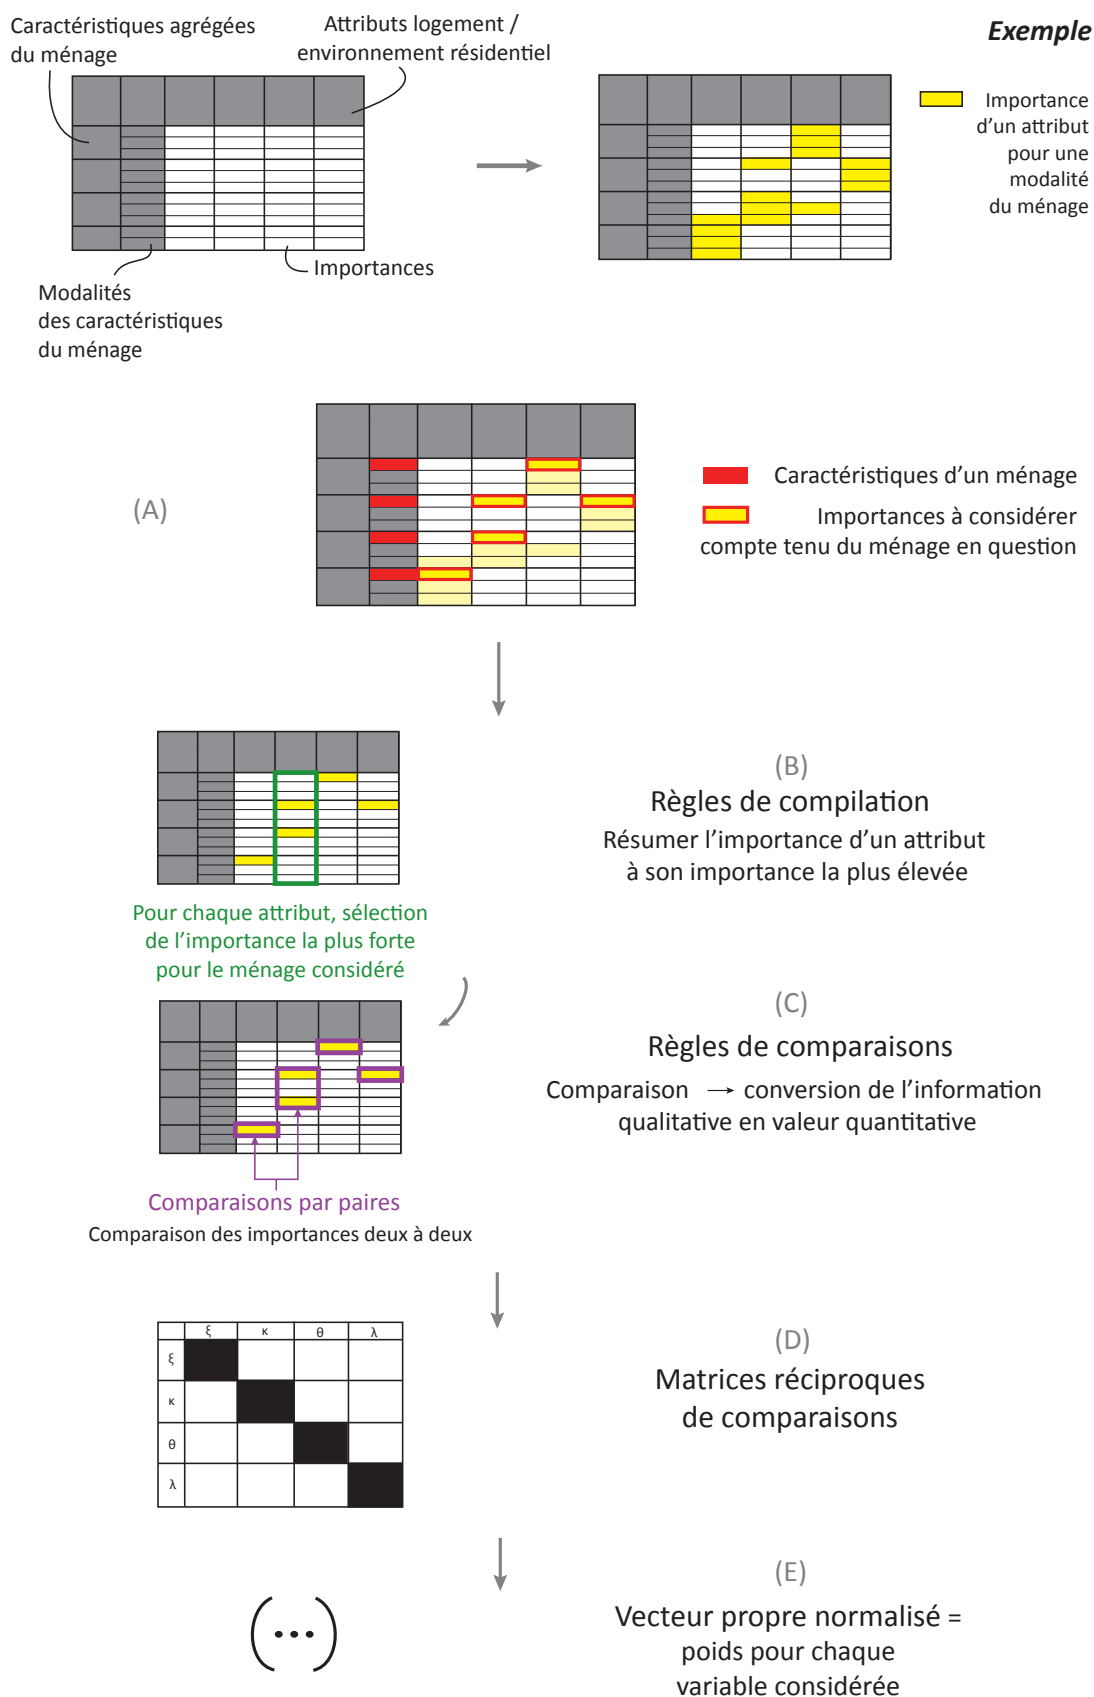 Caractéristiques agrégées
du ménage
Attributs logement /
environnement résidentiel
Exemple
Importance
d'un attribut
pour une
modalité
du ménage
Importances
Modalités
des caractéristiques
du ménage
(A)
Caractéristiques d'un ménage
Importances à considérer
compte tenu du ménage en question
(B)
Règles de compilation
Résumer l'importance d'un attribut
à son importance la plus élevée
Pour chaque attribut, sélection
de l'importance la plus forte
pour le ménage considéré
(C)
Règles de comparaisons
Comparaison → conversion de l'information
qualitative en valeur quantitative
Comparaisons par paires
Comparaison des importances deux à deux
ξ κ θ λ
ξ
κ
θ
λ
(D)
Matrices réciproques
de comparaisons
(E)
Vecteur propre normalisé =
poids pour chaque
variable considérée
(...)